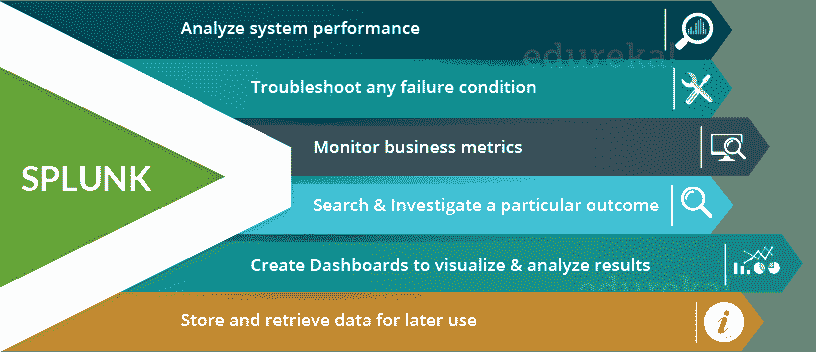 Analyze system performance
edureka!
Troubleshoot any failure condition
Monitor business metrics
SPLUNK
Search & Investigate a particular outcome
Create Dashboards to visualize & analyze results
edureka!
Store and retrieve data for later use